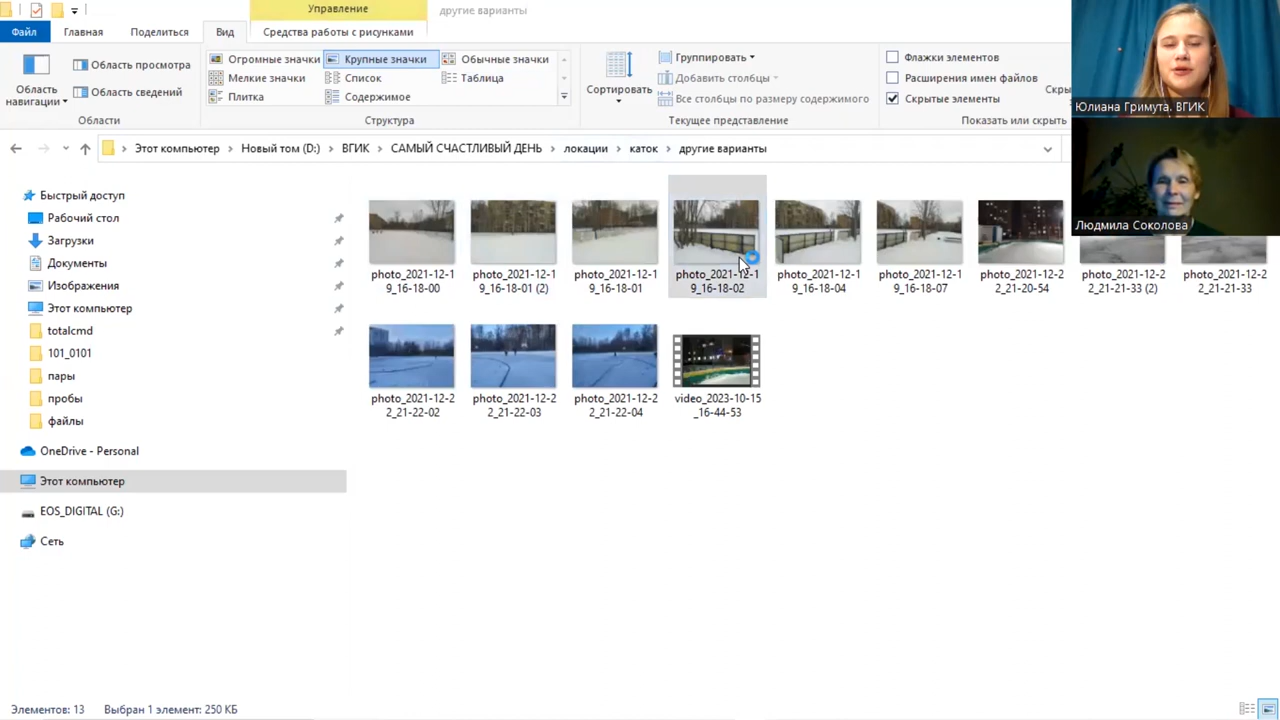 Управление
другие варианты
Файл
Главная
Поделиться
Вид
Средства работы с рисунками
Область навигации
Область просмотра
Область сведений
Области
Огромные значки
Крупные значки
Обычные значки
Мелкие значки
Список
Таблица
Плитка
Содержимое
Структура
Сортировать
Группировать
Добавить столбцы
Все столбцы по размеру содержимого
Текущее представление
Флажки элементов
Расширения имен файлов
Скрытые элементы
Показать или скрыть
Юлиана Гримута. ВГИК
Людмила Соколова
Этот компьютер > Новый том (D:) > ВГИК > САМЫЙ СЧАСТЛИВЫЙ ДЕНЬ > локации > каток > другие варианты
Быстрый доступ
Рабочий стол
Загрузки
Документы
Изображения
Этот компьютер
totalcmd
101_0101
пары
пробы
файлы
OneDrive - Personal
Этот компьютер
EOS_DIGITAL (G:)
Сеть
photo_2021-12-1
9_16-18-00
photo_2021-12-1
9_16-18-01 (2)
photo_2021-12-1
9_16-18-01
photo_2021-12-1
9_16-18-02
photo_2021-12-1
9_16-18-04
photo_2021-12-1
9_16-18-07
photo_2021-12-2
2_21-20-54
photo_2021-12-2
2_21-21-33 (2)
photo_2021-12-2
2_21-21-33
photo_2021-12-2
2_21-22-02
photo_2021-12-2
2_21-22-03
photo_2021-12-2
2_21-22-04
video_2023-10-15
_16-44-53
Элементов: 13
Выбран 1 элемент: 250 КБ